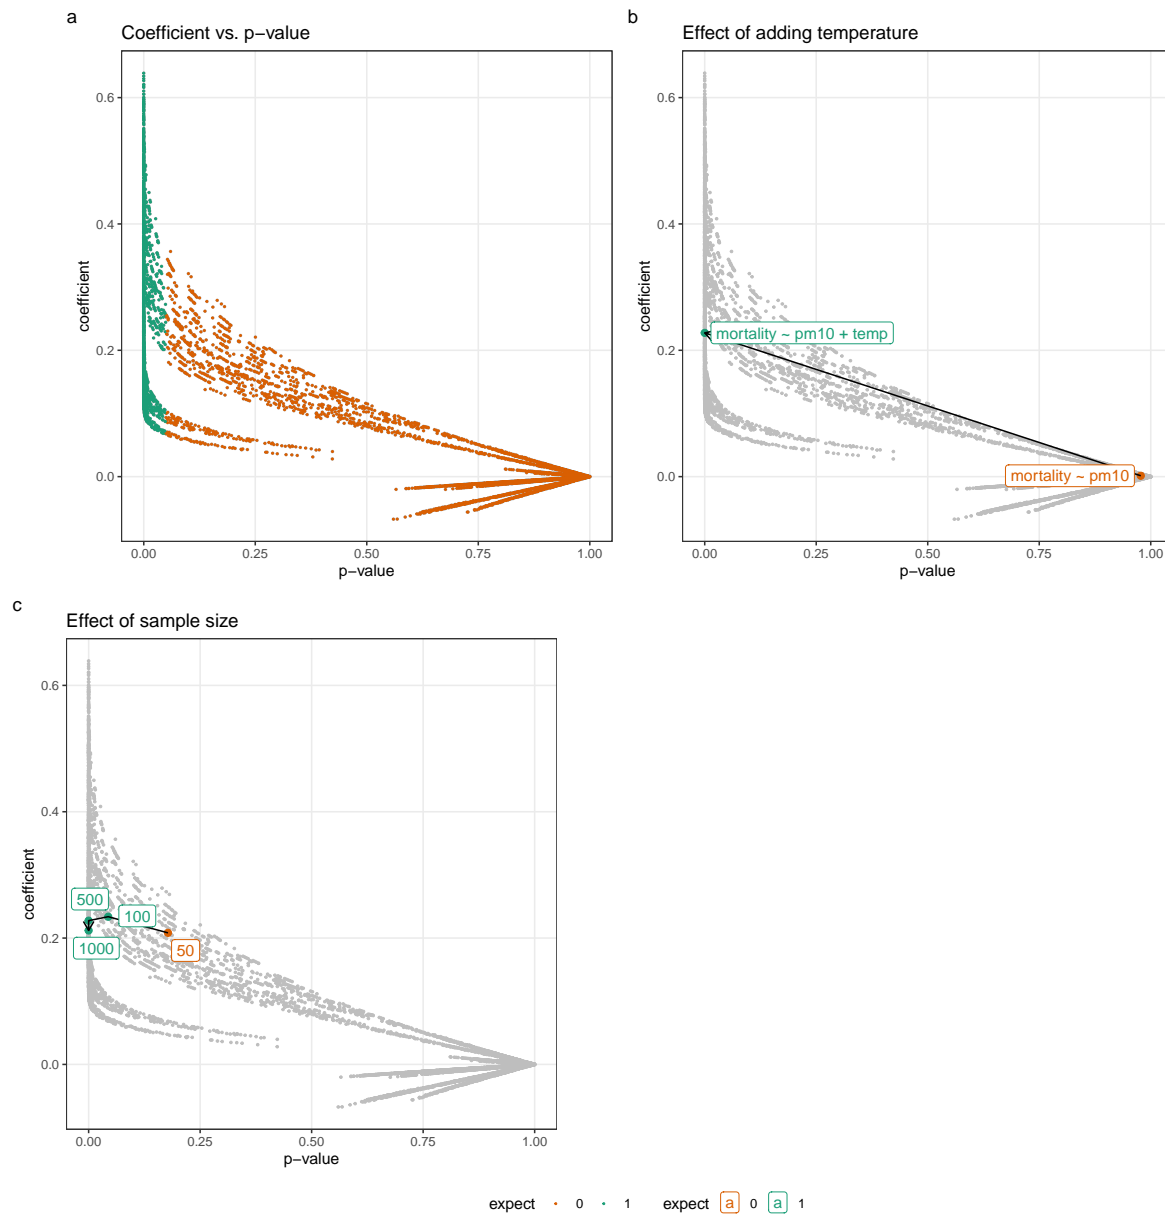 a
Coefficient vs. p−value
0.6
0.4
0.2
0.0
coefficient
0.00 0.25 0.50 0.75 1.00
p−value
b
Effect of adding temperature
0.6
0.4
0.2
0.0
coefficient
mortality ~ pm10 + temp
mortality ~ pm10
0.00 0.25 0.50 0.75 1.00
p−value
c
Effect of sample size
0.6
0.4
0.2
0.0
coefficient
500
100
1000
50
0.00 0.25 0.50 0.75 1.00
p−value
expect 0 1 expect a 0 a 1